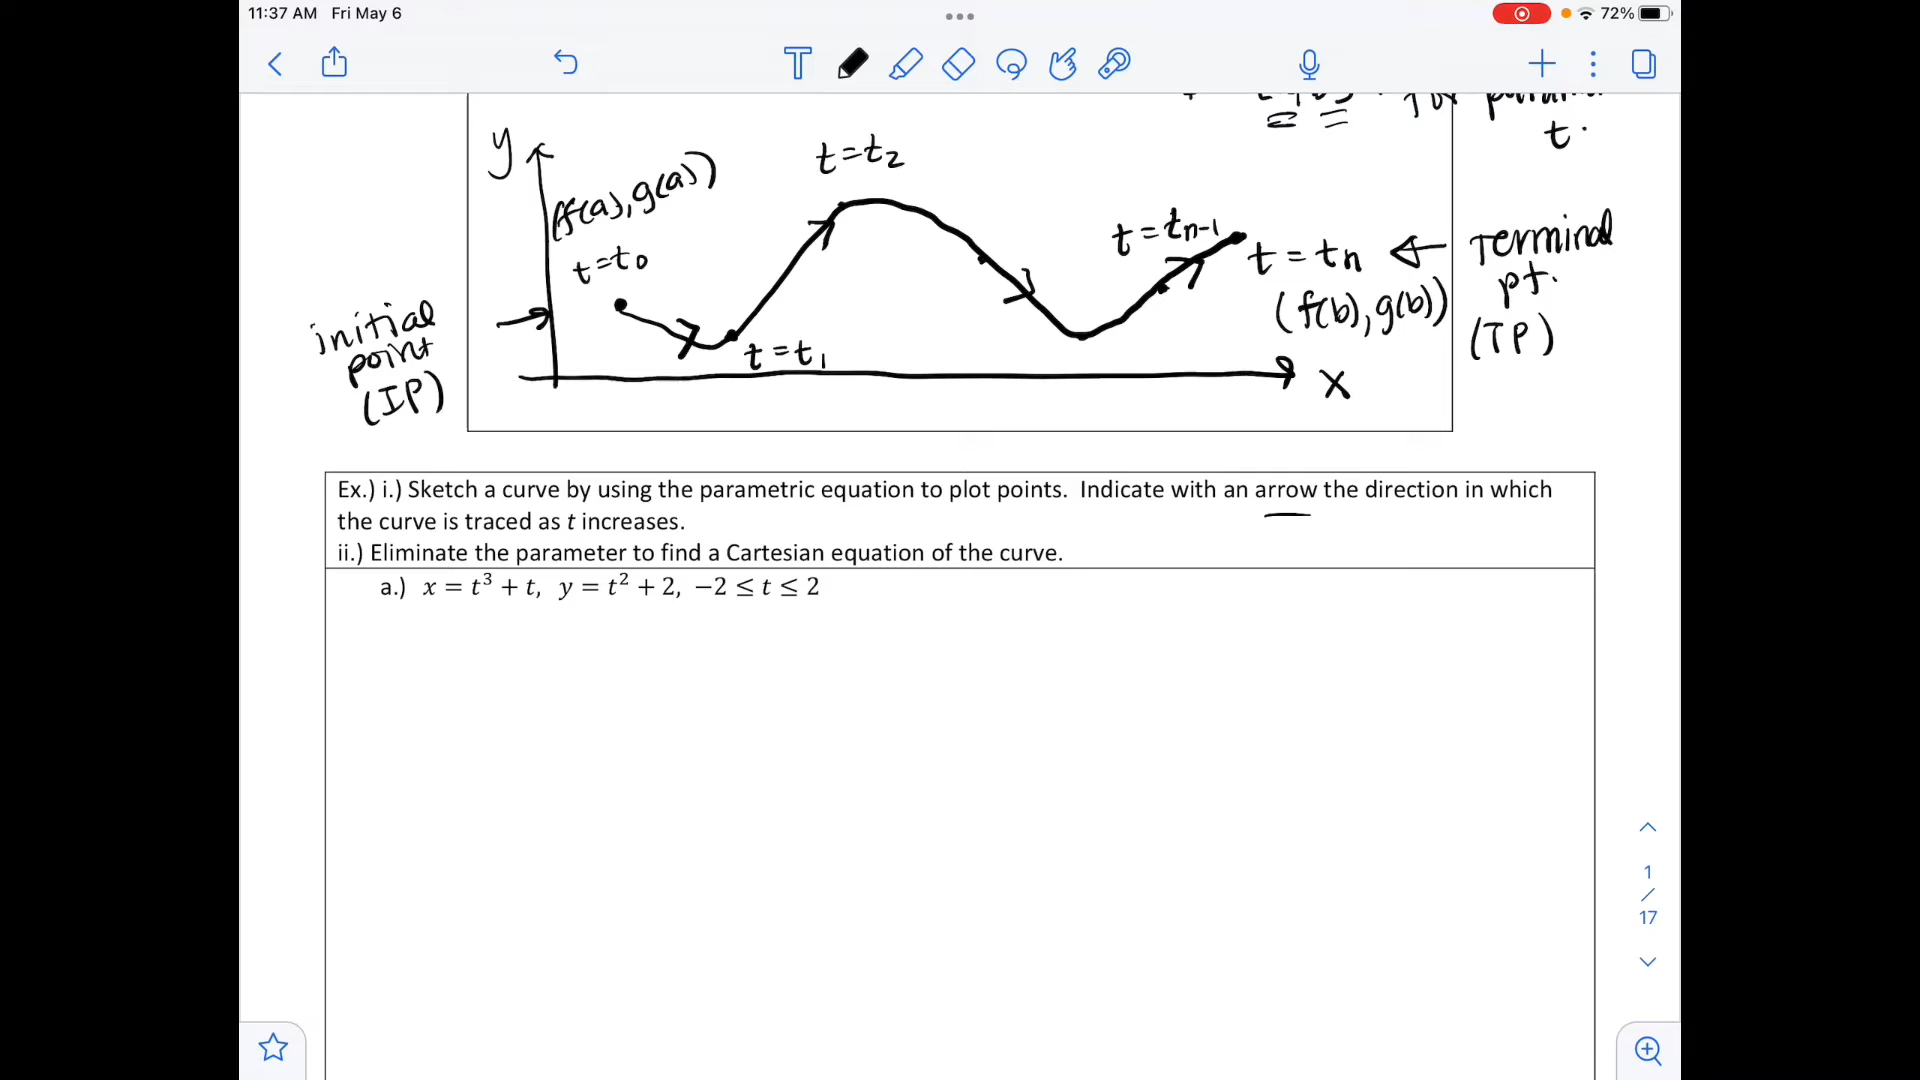 11:37 AM Fri May 6
72%
t.
y
(f(a), g(a))
t = t0
t = t2
t = tn-1
t = tn ← Terminal
pt.
(TP)
(f(b), g(b))
initial
point
(IP)
t = t1
x
Ex.) i.) Sketch a curve by using the parametric equation to plot points. Indicate with an arrow the direction in which
the curve is traced as t increases.
ii.) Eliminate the parameter to find a Cartesian equation of the curve.
a.) x = t³ + t, y = t² + 2, −2 ≤ t ≤ 2
1
/
17